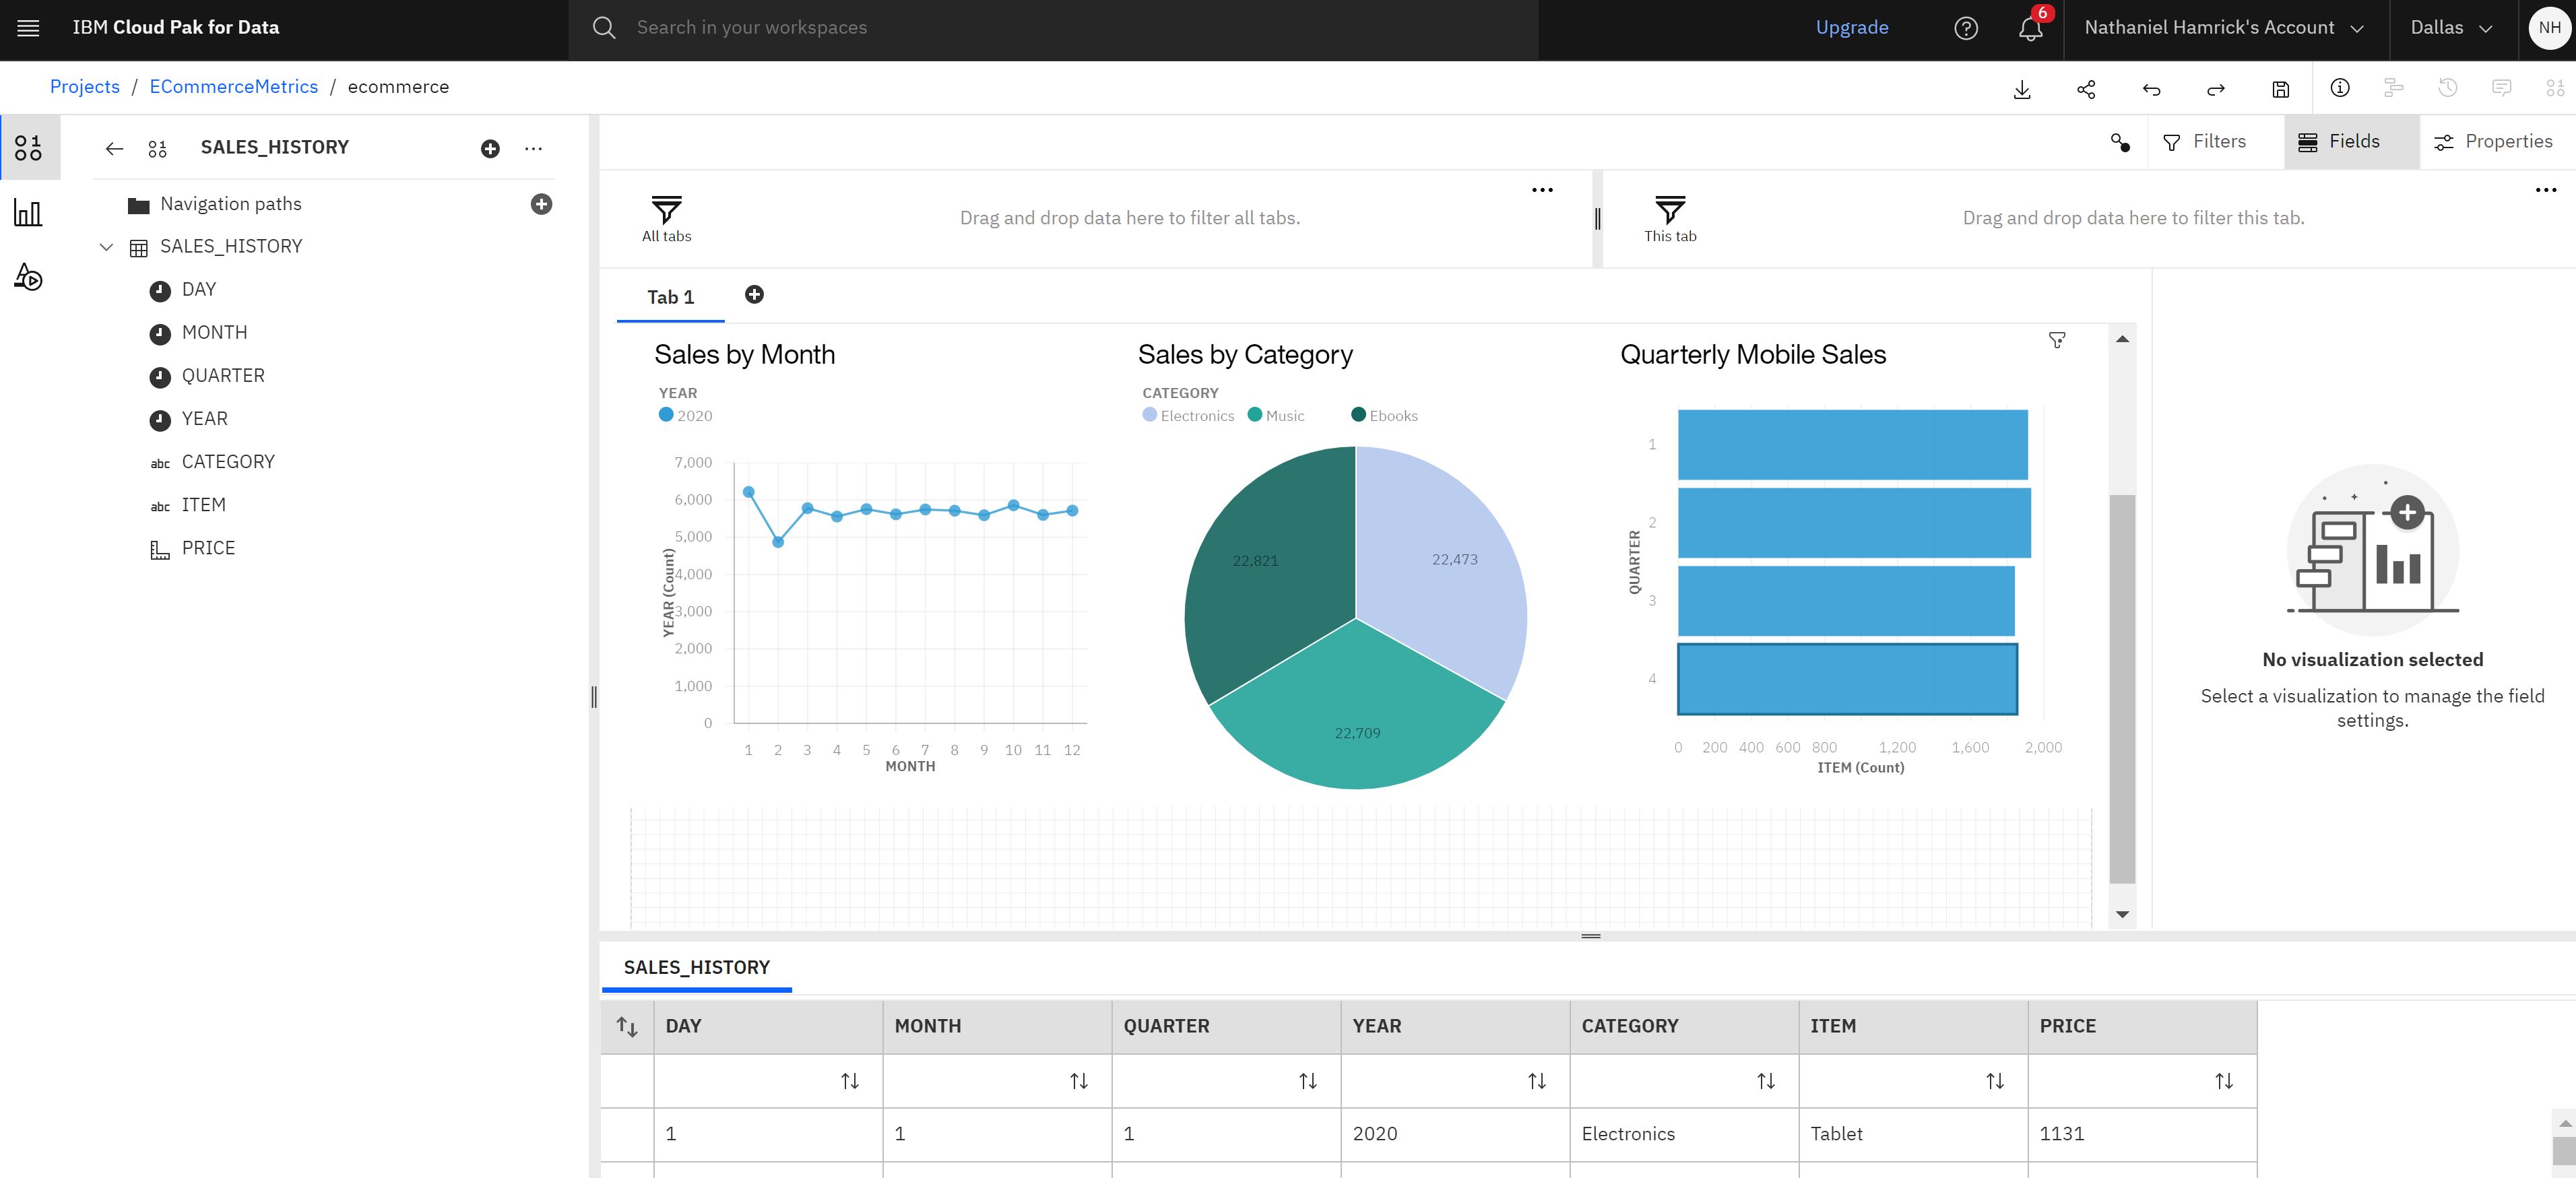 IBM Cloud Pak for Data
Search in your workspaces
Upgrade
6
Nathaniel Hamrick's Account
Dallas
NH
Projects / ECommerceMetrics / ecommerce
SALES_HISTORY
Navigation paths
SALES_HISTORY
DAY
MONTH
QUARTER
YEAR
abc CATEGORY
abc ITEM
PRICE
Filters
Fields
Properties
All tabs
Drag and drop data here to filter all tabs.
This tab
Drag and drop data here to filter this tab.
Tab 1
Sales by Month
YEAR
2020
7,000
6,000
5,000
4,000
3,000
2,000
1,000
0
YEAR (Count)
1 2 3 4 5 6 7 8 9 10 11 12
MONTH
Sales by Category
CATEGORY
Electronics Music Ebooks
22,821
22,473
22,709
Quarterly Mobile Sales
QUARTER
1
2
3
4
0 200 400 600 800 1,200 1,600 2,000
ITEM (Count)
No visualization selected
Select a visualization to manage the field
settings.
SALES_HISTORY
DAY MONTH QUARTER YEAR CATEGORY ITEM PRICE
1 1 1 2020 Electronics Tablet 1131